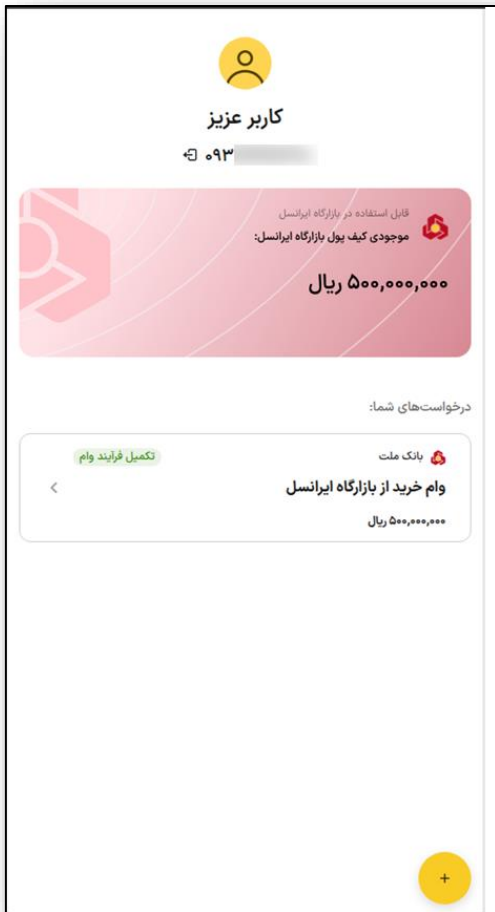 کاربر عزیز
۰۹۳
قابل استفاده در بازارگاه ایرانسل
موجودی کیف پول بازارگاه ایرانسل:
۵۰۰,۰۰۰,۰۰۰ ریال
درخواست‌های شما:
بانک ملت
تکمیل فرآیند وام
وام خرید از بازارگاه ایرانسل
۵۰۰,۰۰۰,۰۰۰ ریال
+